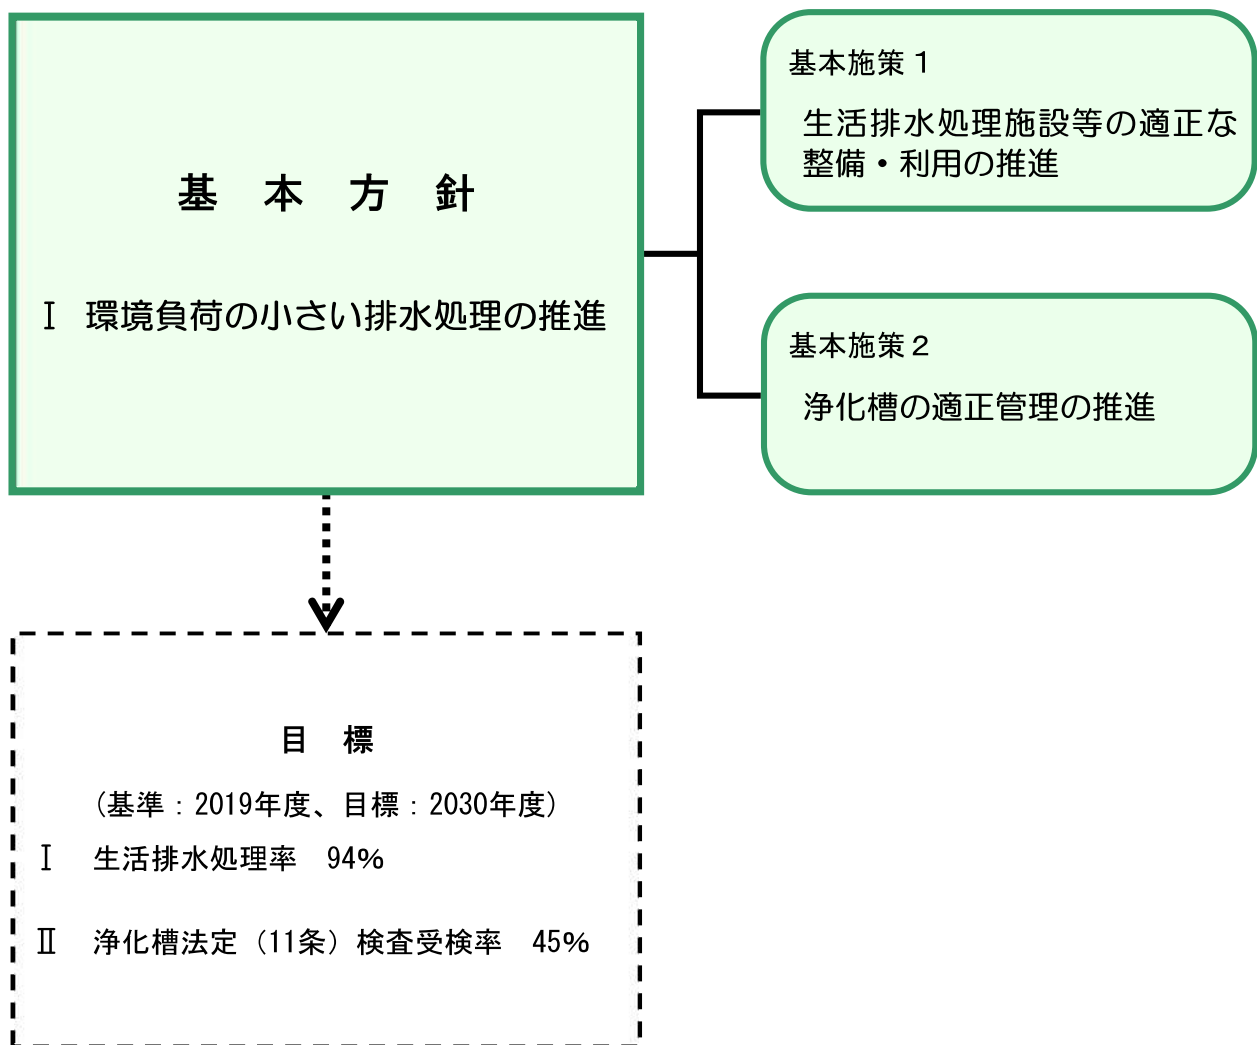 基本方針
Ⅰ 環境負荷の小さい排水処理の推進
基本施策１
生活排水処理施設等の適正な
整備・利用の推進
基本施策２
浄化槽の適正管理の推進
目標
（基準：2019年度、目標：2030年度）
Ⅰ 生活排水処理率 94%
Ⅱ 浄化槽法定（11条）検査受検率 45%